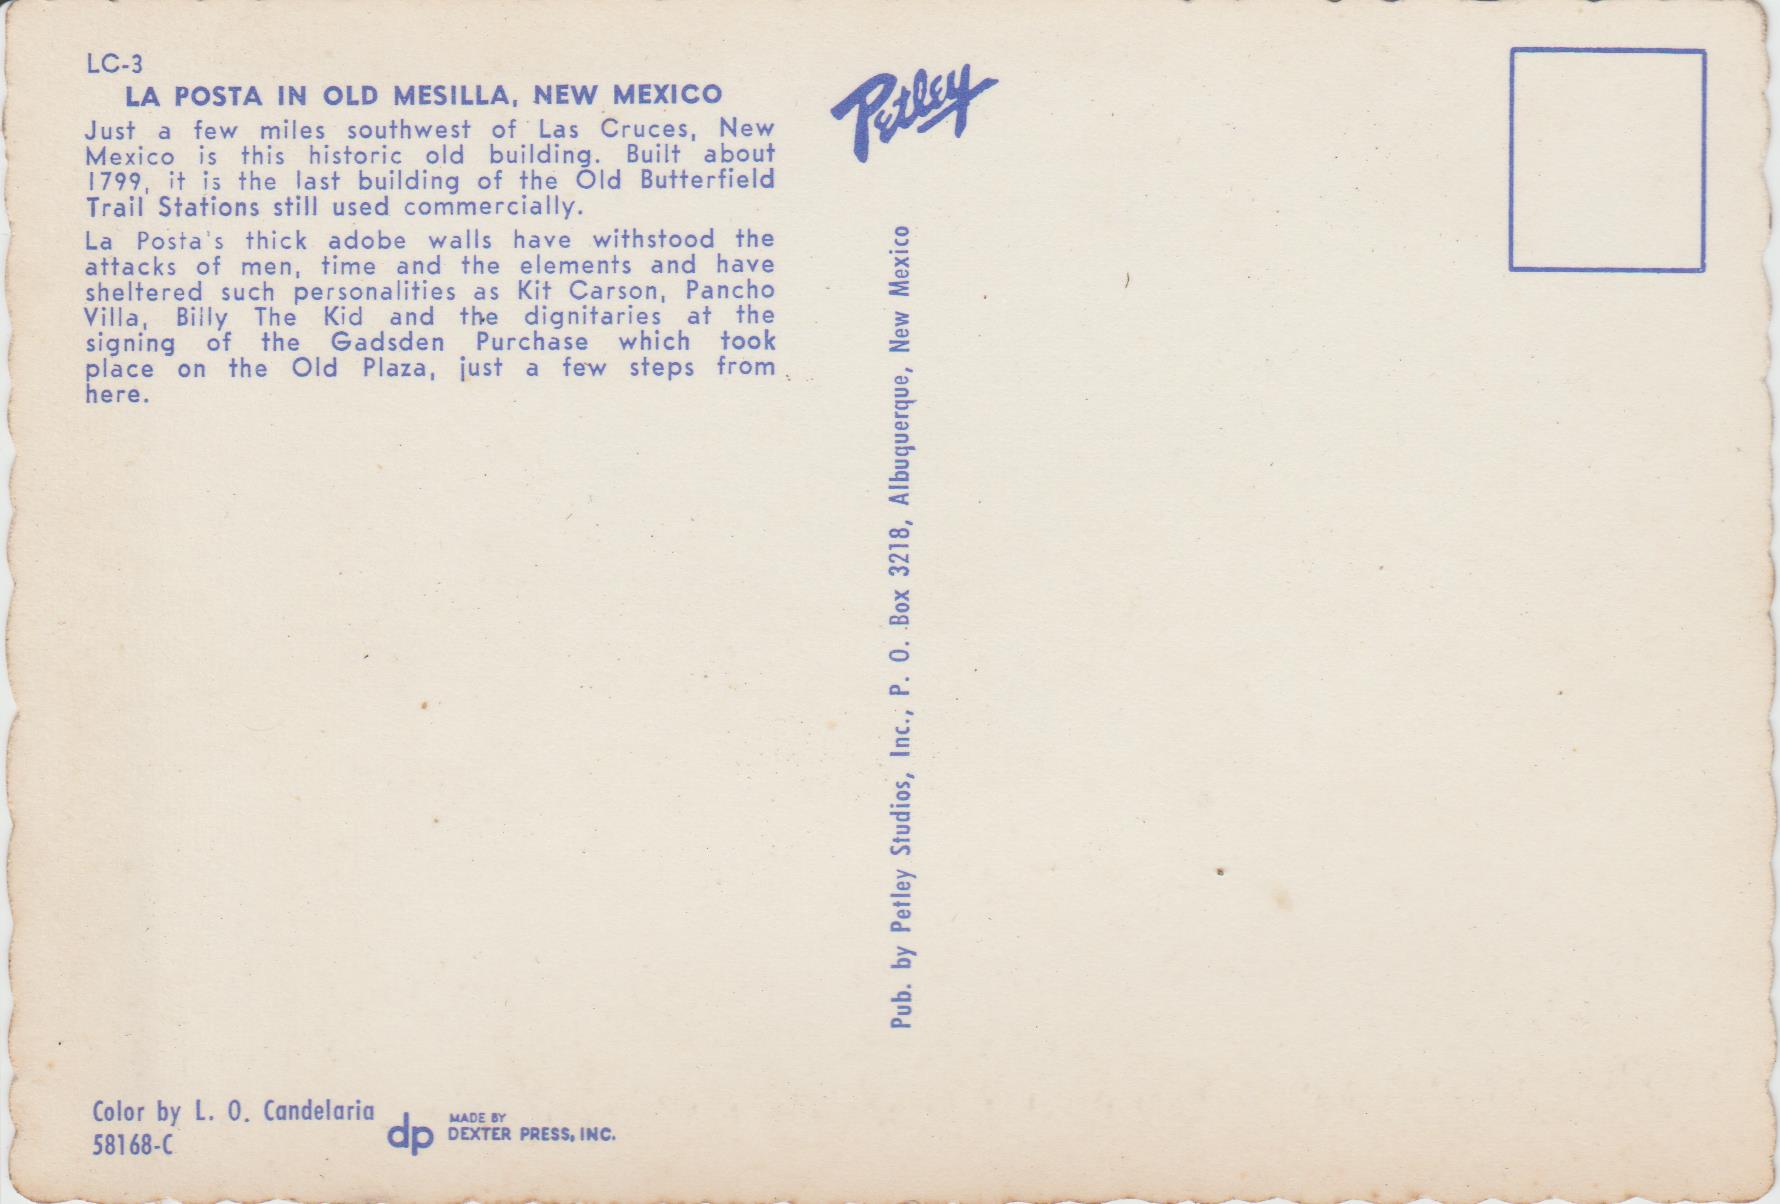 LC-3
LA POSTA IN OLD MESILLA, NEW MEXICO
Just a few miles southwest of Las Cruces, New
Mexico is this historic old building. Built about
1799, it is the last building of the Old Butterfield
Trail Stations still used commercially.
La Posta's thick adobe walls have withstood the
attacks of men, time and the elements and have
sheltered such personalities as Kit Carson, Pancho
Villa, Billy The Kid and the dignitaries at the
signing of the Gadsden Purchase which took
place on the Old Plaza, just a few steps from
here.
Color by L. O. Candelaria
58168-C
dp
MADE BY
DEXTER PRESS, INC.
Petley
Pub. by Petley Studios, Inc., P. O. Box 3218, Albuquerque, New Mexico